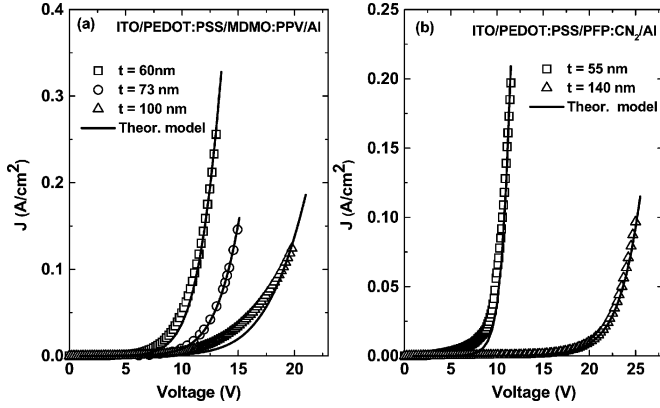 (a) ITO/PEDOT:PSS/MDMO:PPV/Al
t = 60nm
t = 73 nm
t = 100 nm
Theor. model
J (A/cm²)
0.4
0.3
0.2
0.1
0.0
0 5 10 15 20
Voltage (V)
(b) ITO/PEDOT:PSS/PFP:CN₂/Al
t = 55 nm
t = 140 nm
Theor. model
J (A/cm²)
0.25
0.20
0.15
0.10
0.05
0.00
0 5 10 15 20 25
Voltage (V)